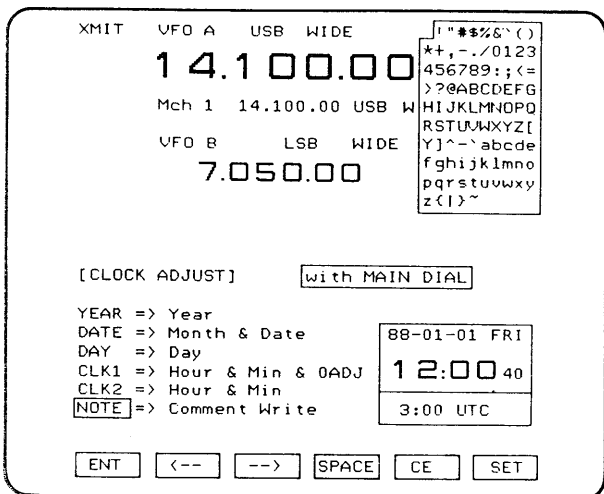 XMIT VFO A USB WIDE
14.100.00
Mch 1 14.100.00 USB W
VFO B LSB WIDE
7.050.00
!"#$%&`()
*+,-./0123
456789:;<=
>?@ABCDEFG
HIJKLMNOPQ
RSTUVWXYZ[
Y]^-`abcde
fghijklmno
pqrstuvwxy
z{|}~
[CLOCK ADJUST] with MAIN DIAL
YEAR => Year
DATE => Month & Date
DAY => Day
CLK1 => Hour & Min & 0ADJ
CLK2 => Hour & Min
NOTE => Comment Write
88-01-01 FRI
12:00 40
3:00 UTC
ENT <-- --> SPACE CE SET